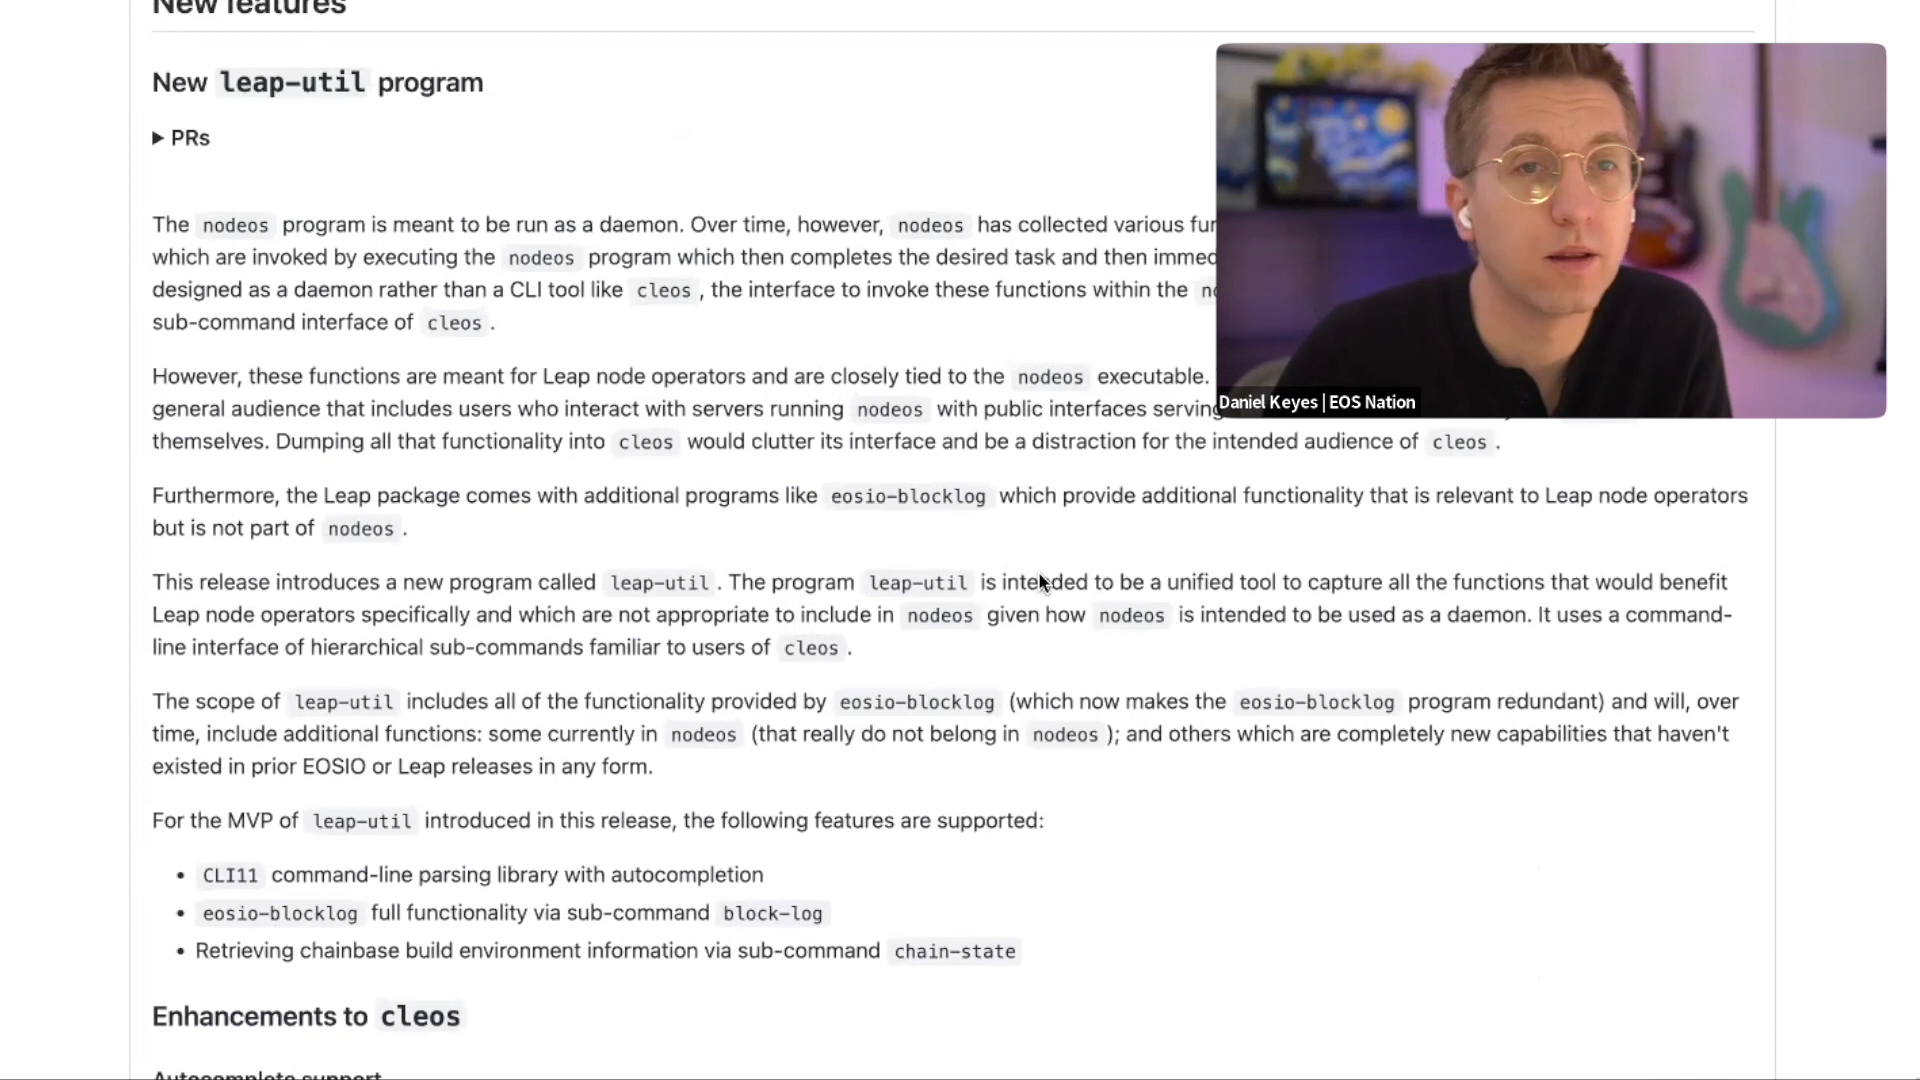 New features
New leap-util program
PRs
The nodeos program is meant to be run as a daemon. Over time, however, nodeos has collected various
which are invoked by executing the nodeos program which then completes the desired task and then
designed as a daemon rather than a CLI tool like cleos , the interface to invoke these functions within the
sub-command interface of cleos .
However, these functions are meant for Leap node operators and are closely tied to the nodeos executable.
general audience that includes users who interact with servers running nodeos with public interfaces serving
themselves. Dumping all that functionality into cleos would clutter its interface and be a distraction for the intended audience of cleos .
Furthermore, the Leap package comes with additional programs like eosio-blocklog which provide additional functionality that is relevant to Leap node operators
but is not part of nodeos .
This release introduces a new program called leap-util . The program leap-util is intended to be a unified tool to capture all the functions that would benefit
Leap node operators specifically and which are not appropriate to include in nodeos given how nodeos is intended to be used as a daemon. It uses a command-
line interface of hierarchical sub-commands familiar to users of cleos .
The scope of leap-util includes all of the functionality provided by eosio-blocklog (which now makes the eosio-blocklog program redundant) and will, over
time, include additional functions: some currently in nodeos (that really do not belong in nodeos ); and others which are completely new capabilities that haven't
existed in prior EOSIO or Leap releases in any form.
For the MVP of leap-util introduced in this release, the following features are supported:
• CLI11 command-line parsing library with autocompletion
• eosio-blocklog full functionality via sub-command block-log
• Retrieving chainbase build environment information via sub-command chain-state
Enhancements to cleos
Autocomplete support
Daniel Keyes | EOS Nation